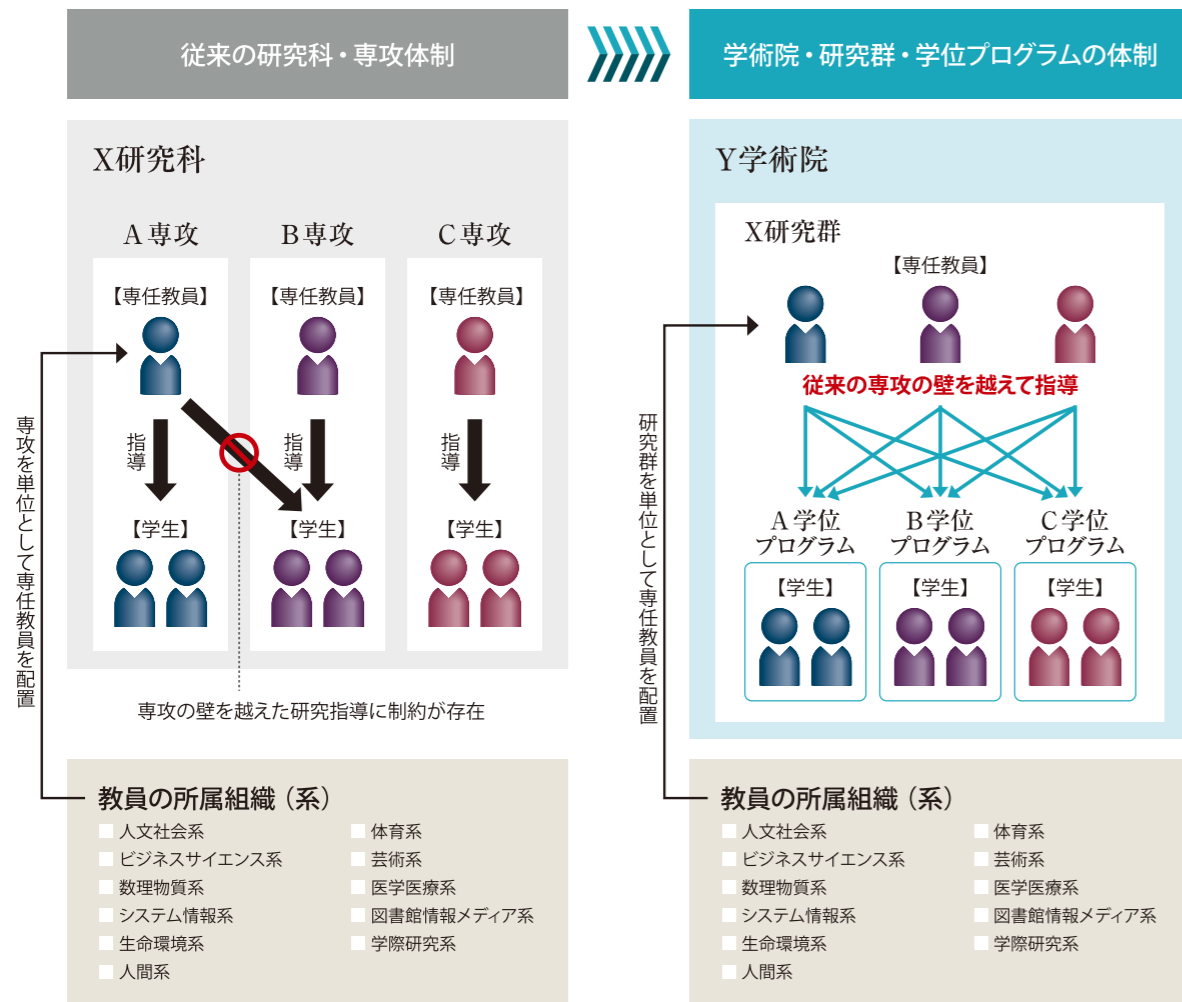 従来の研究科・専攻体制
X研究科
A専攻
B専攻
C専攻
【専任教員】
【専任教員】
【専任教員】
指導
指導
指導
【学生】
【学生】
【学生】
専攻の壁を越えた研究指導に制約が存在
専攻を単位として専任教員を配置
教員の所属組織（系）
人文社会系
ビジネスサイエンス系
数理物質系
システム情報系
生命環境系
人間系
体育系
芸術系
医学医療系
図書館情報メディア系
学際研究系
学術院・研究群・学位プログラムの体制
Y学術院
X研究群
【専任教員】
従来の専攻の壁を越えて指導
A学位
プログラム
B学位
プログラム
C学位
プログラム
【学生】
【学生】
【学生】
研究群を単位として専任教員を配置
教員の所属組織（系）
人文社会系
ビジネスサイエンス系
数理物質系
システム情報系
生命環境系
人間系
体育系
芸術系
医学医療系
図書館情報メディア系
学際研究系